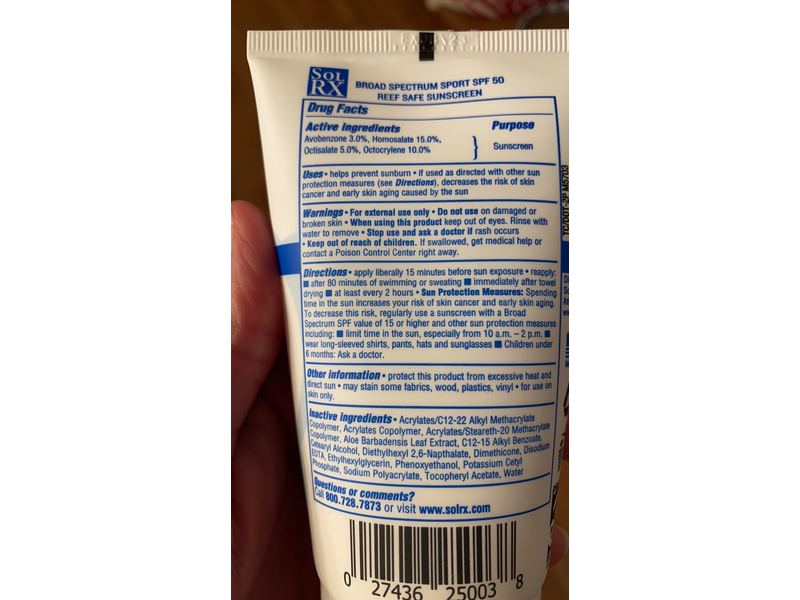 SOL
RX
BROAD SPECTRUM SPORT SPF 50
REEF SAFE SUNSCREEN
Drug Facts
Active ingredients Purpose
Avobenzone 3.0%, Homosalate 15.0%,
Octisalate 5.0%, Octocrylene 10.0% } Sunscreen
Uses • helps prevent sunburn • if used as directed with other sun
protection measures (see Directions), decreases the risk of skin
cancer and early skin aging caused by the sun
Warnings • For external use only • Do not use on damaged or
broken skin • When using this product keep out of eyes. Rinse with
water to remove • Stop use and ask a doctor if rash occurs
• Keep out of reach of children. If swallowed, get medical help or
contact a Poison Control Center right away.
Directions • apply liberally 15 minutes before sun exposure • reapply:
■ after 80 minutes of swimming or sweating ■ immediately after towel
drying ■ at least every 2 hours • Sun Protection Measures: Spending
time in the sun increases your risk of skin cancer and early skin aging.
To decrease this risk, regularly use a sunscreen with a Broad
Spectrum SPF value of 15 or higher and other sun protection measures
including: ■ limit time in the sun, especially from 10 a.m. – 2 p.m. ■
wear long-sleeved shirts, pants, hats and sunglasses ■ Children under
6 months: Ask a doctor.
Other information • protect this product from excessive heat and
direct sun • may stain some fabrics, wood, plastics, vinyl • for use on
skin only.
Inactive ingredients • Acrylates/C12-22 Alkyl Methacrylate
Copolymer, Acrylates Copolymer, Acrylates/Steareth-20 Methacrylate
Copolymer, Aloe Barbadensis Leaf Extract, C12-15 Alkyl Benzoate,
Cetearyl Alcohol, Diethylhexyl 2,6-Napthalate, Dimethicone, Disodium
EDTA, Ethylhexylglycerin, Phenoxyethanol, Potassium Cetyl
Phosphate, Sodium Polyacrylate, Tocopheryl Acetate, Water
Questions or comments?
Call 800.728.7873 or visit www.solrx.com
0 27436 25003 8